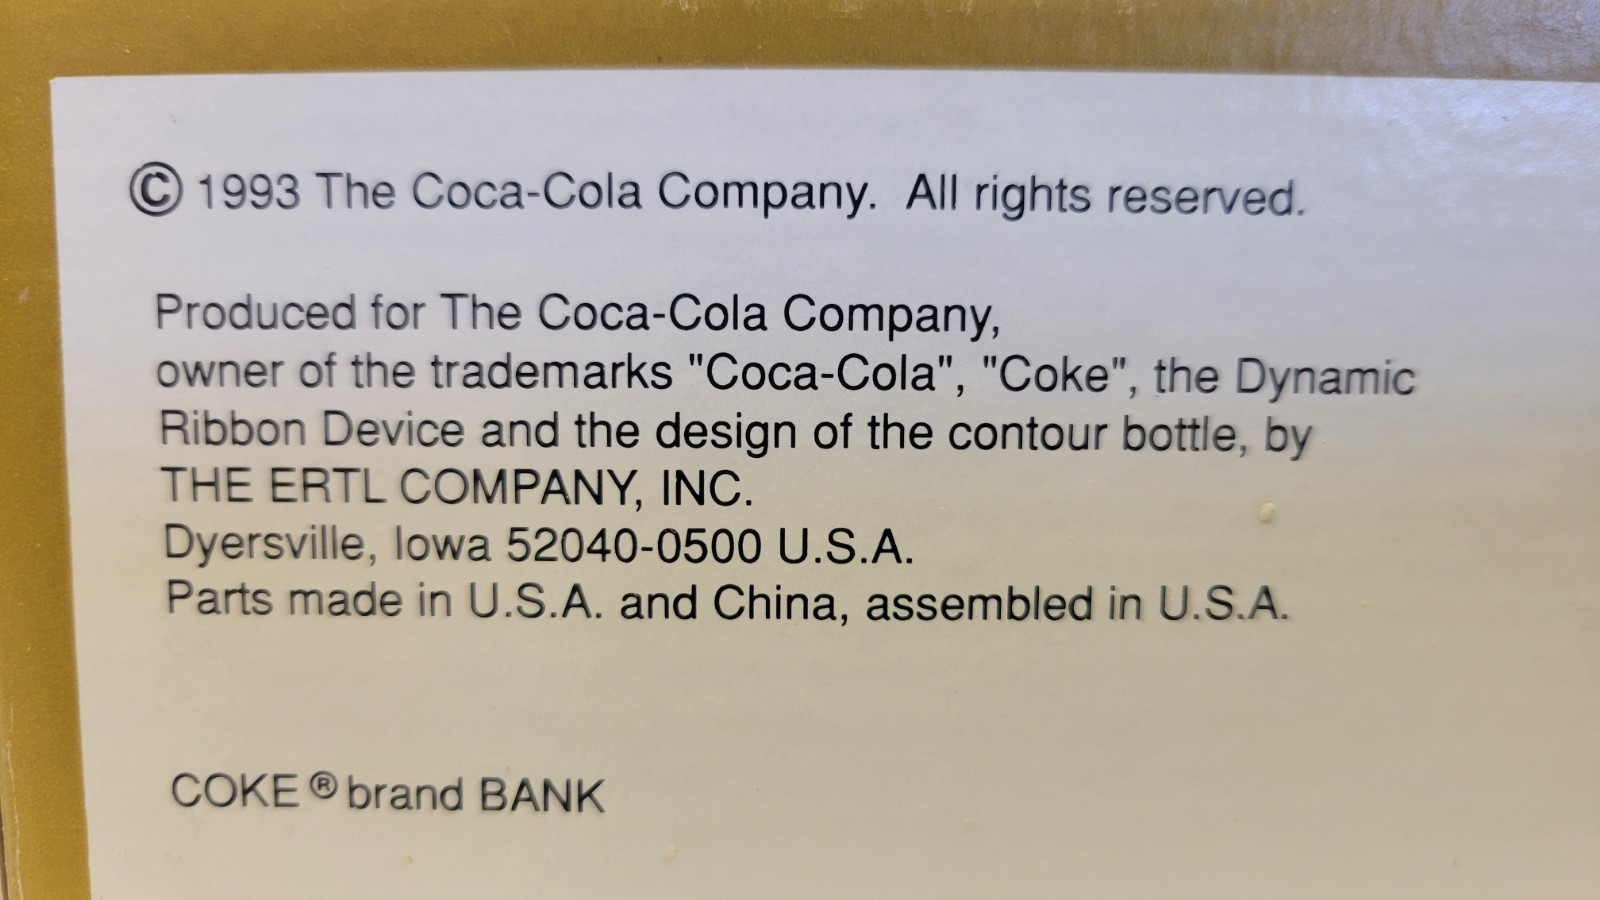 © 1993 The Coca-Cola Company. All rights reserved.
Produced for The Coca-Cola Company,
owner of the trademarks "Coca-Cola", "Coke", the Dynamic
Ribbon Device and the design of the contour bottle, by
THE ERTL COMPANY, INC.
Dyersville, Iowa 52040-0500 U.S.A.
Parts made in U.S.A. and China, assembled in U.S.A.
COKE ® brand BANK